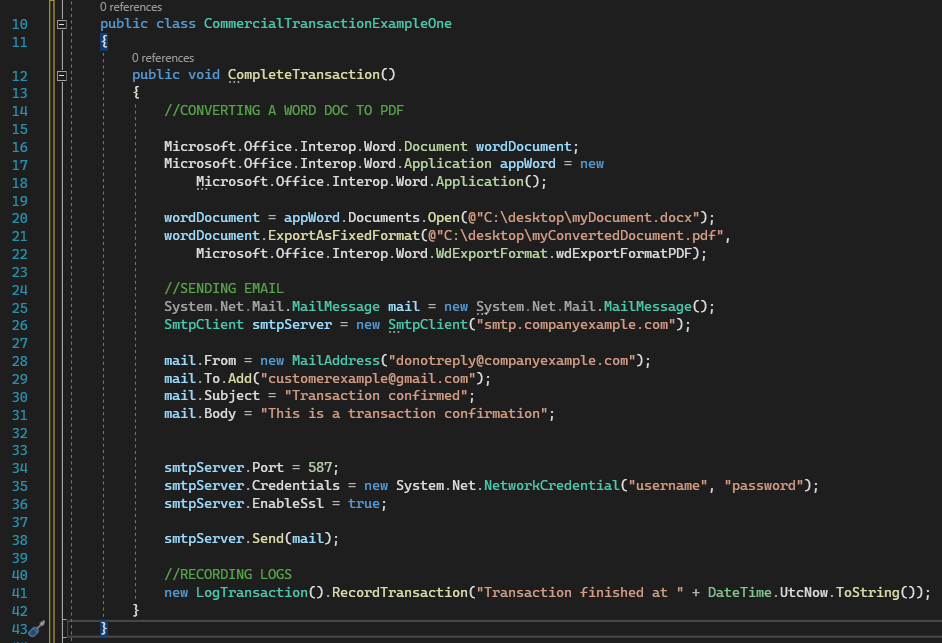 0 references
10 public class CommercialTransactionExampleOne
11 {
0 references
12 public void CompleteTransaction()
13 {
14 //CONVERTING A WORD DOC TO PDF
15
16 Microsoft.Office.Interop.Word.Document wordDocument;
17 Microsoft.Office.Interop.Word.Application appWord = new
18 Microsoft.Office.Interop.Word.Application();
19
20 wordDocument = appWord.Documents.Open(@"C:\desktop\myDocument.docx");
21 wordDocument.ExportAsFixedFormat(@"C:\desktop\myConvertedDocument.pdf",
22 Microsoft.Office.Interop.Word.WdExportFormat.wdExportFormatPDF);
23
24 //SENDING EMAIL
25 System.Net.Mail.MailMessage mail = new System.Net.Mail.MailMessage();
26 SmtpClient smtpServer = new SmtpClient("smtp.companyexample.com");
27
28 mail.From = new MailAddress("donotreply@companyexample.com");
29 mail.To.Add("customerexample@gmail.com");
30 mail.Subject = "Transaction confirmed";
31 mail.Body = "This is a transaction confirmation";
32
33
34 smtpServer.Port = 587;
35 smtpServer.Credentials = new System.Net.NetworkCredential("username", "password");
36 smtpServer.EnableSsl = true;
37
38 smtpServer.Send(mail);
39
40 //RECORDING LOGS
41 new LogTransaction().RecordTransaction("Transaction finished at " + DateTime.UtcNow.ToString());
42 }
43 }